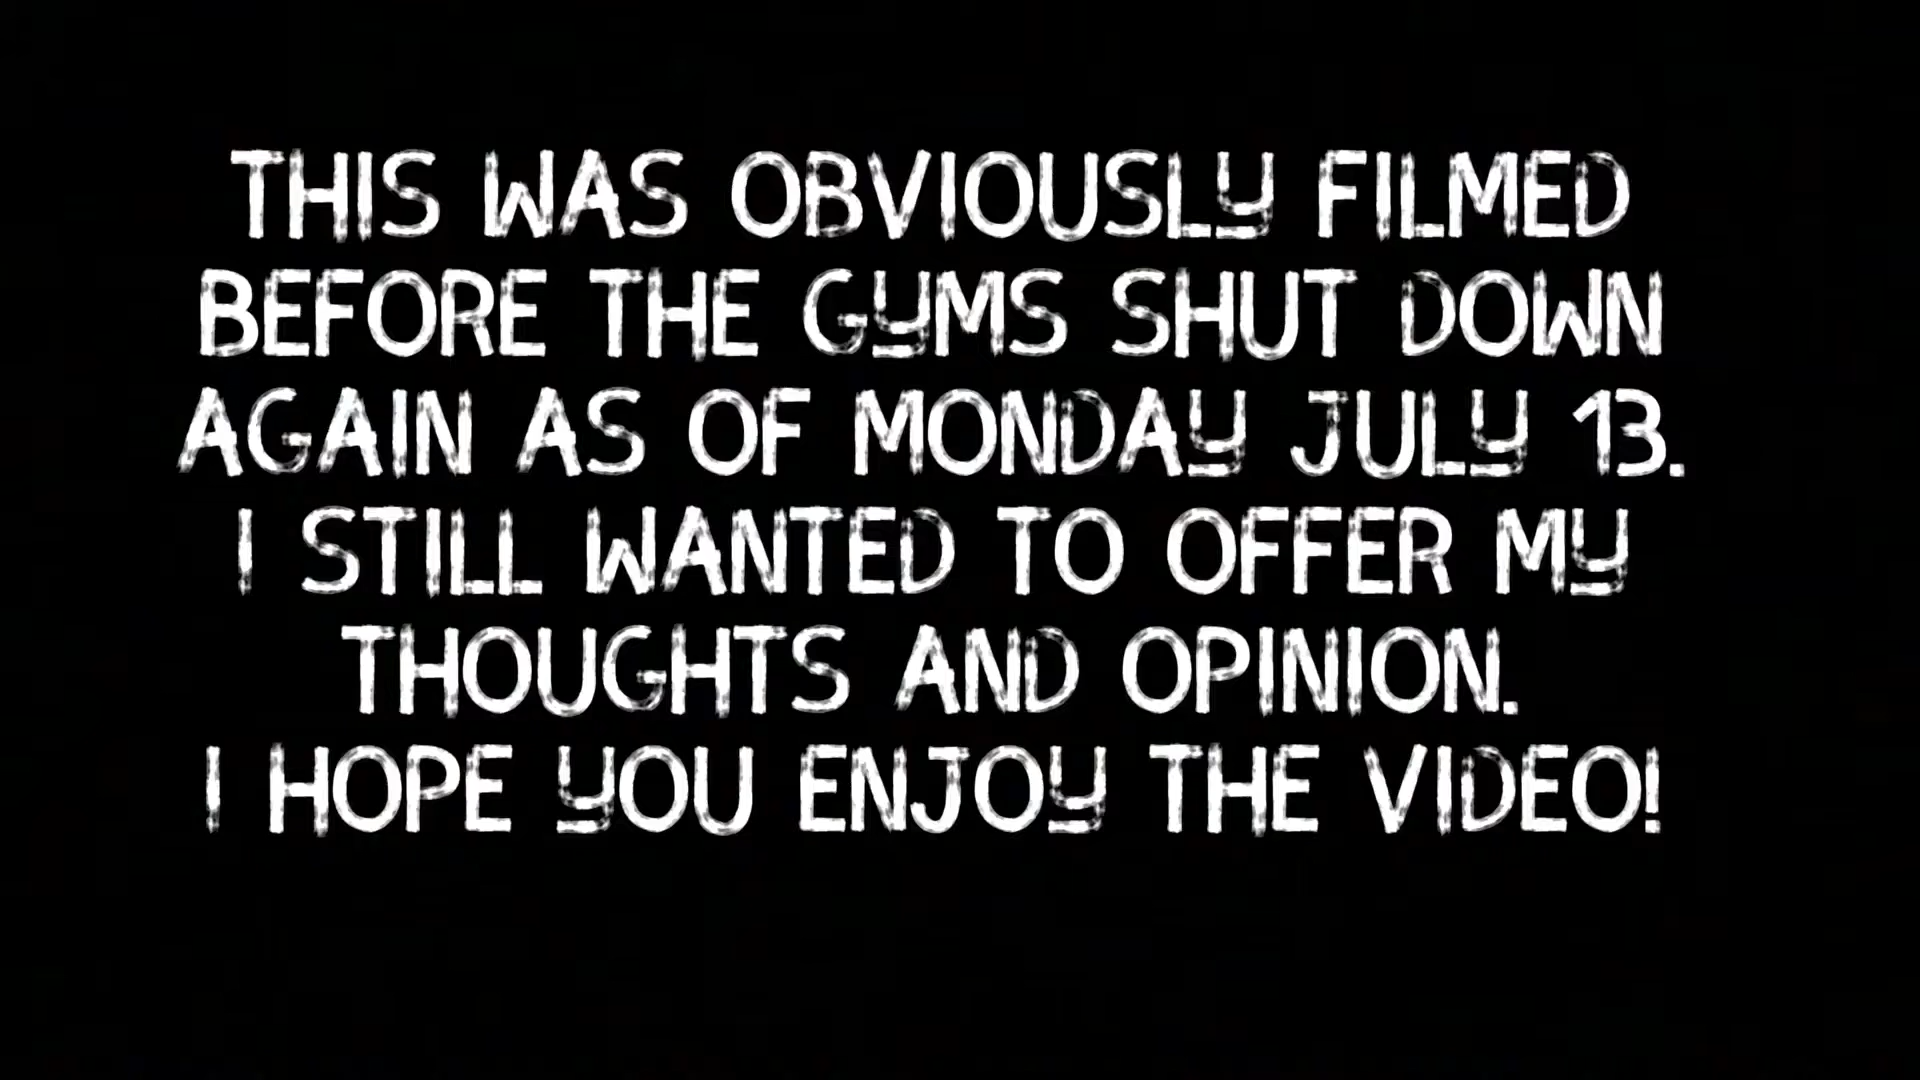 THIS WAS OBVIOUSLY FILMED
BEFORE THE GYMS SHUT DOWN
AGAIN AS OF MONDAY JULY 13.
I STILL WANTED TO OFFER MY
THOUGHTS AND OPINION.
I HOPE YOU ENJOY THE VIDEO!